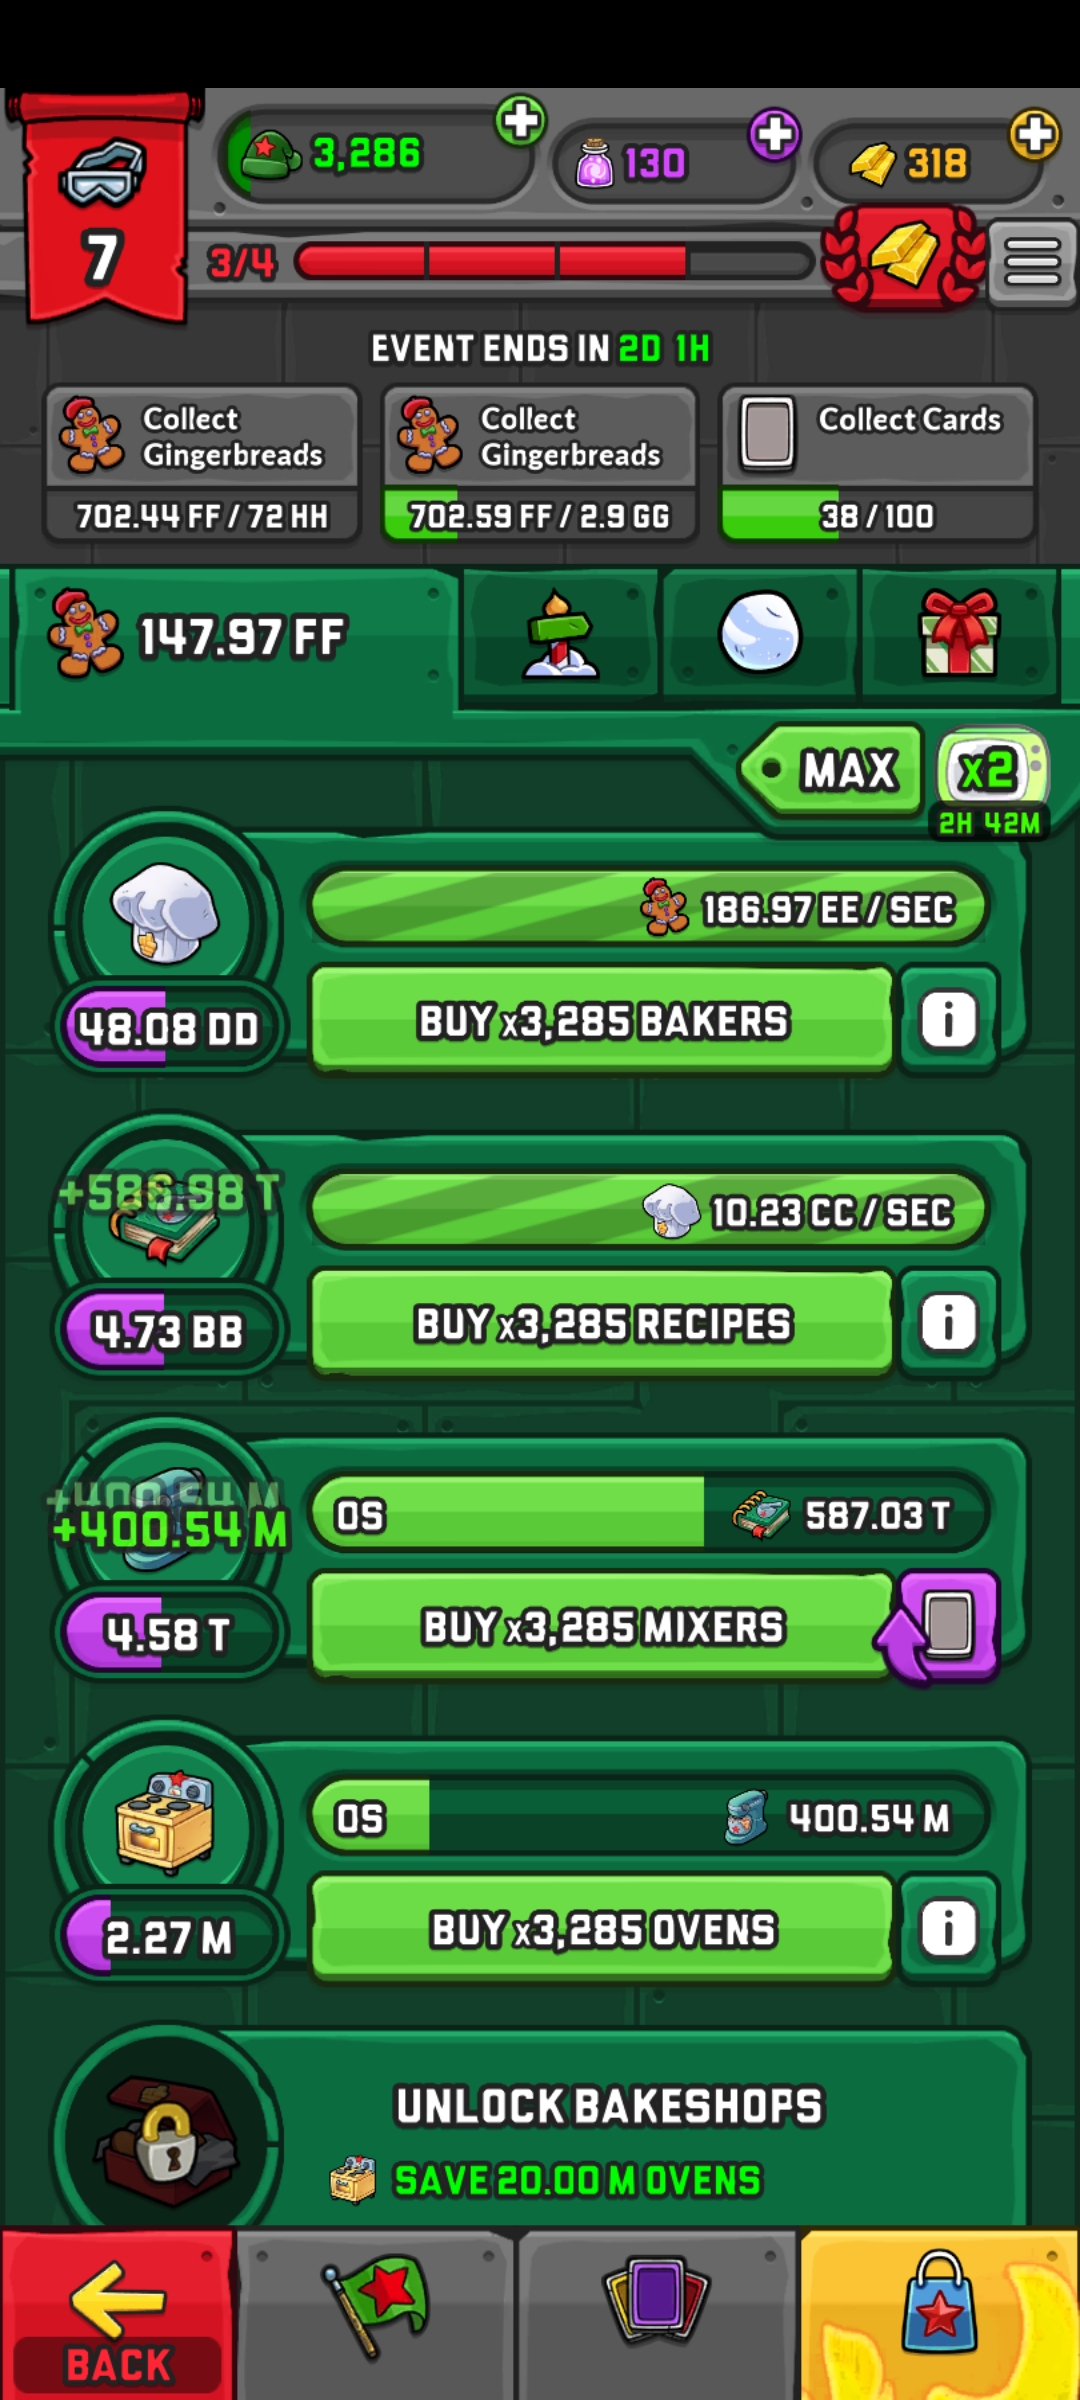 3,286
130
318
7
3/4
EVENT ENDS IN 2D 1H
Collect
Gingerbreads
702.44 FF / 72 HH
Collect
Gingerbreads
702.59 FF / 2.9 GG
Collect Cards
38 / 100
147.97 FF
MAX
x2
2H 42M
186.97 EE / SEC
48.08 DD
BUY x3,285 BAKERS
i
+586.98 T
10.23 CC / SEC
4.73 BB
BUY x3,285 RECIPES
i
+400.54 M
+400.54 M
0S
587.03 T
4.58 T
BUY x3,285 MIXERS
0S
400.54 M
2.27 M
BUY x3,285 OVENS
i
UNLOCK BAKESHOPS
SAVE 20.00 M OVENS
BACK